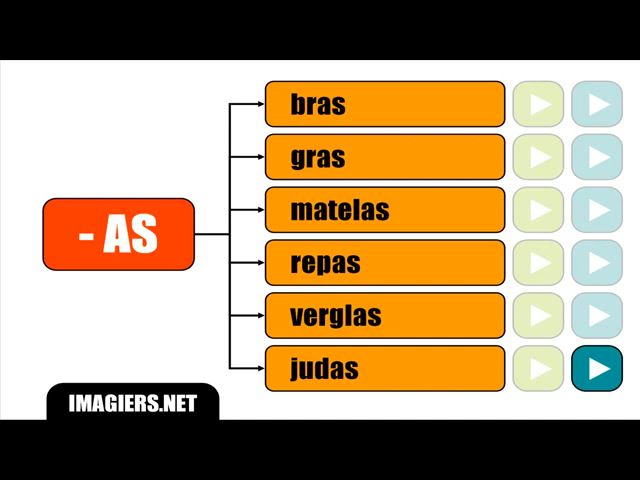 bras
gras
matelas
- AS
repas
verglas
judas
IMAGIERS.NET